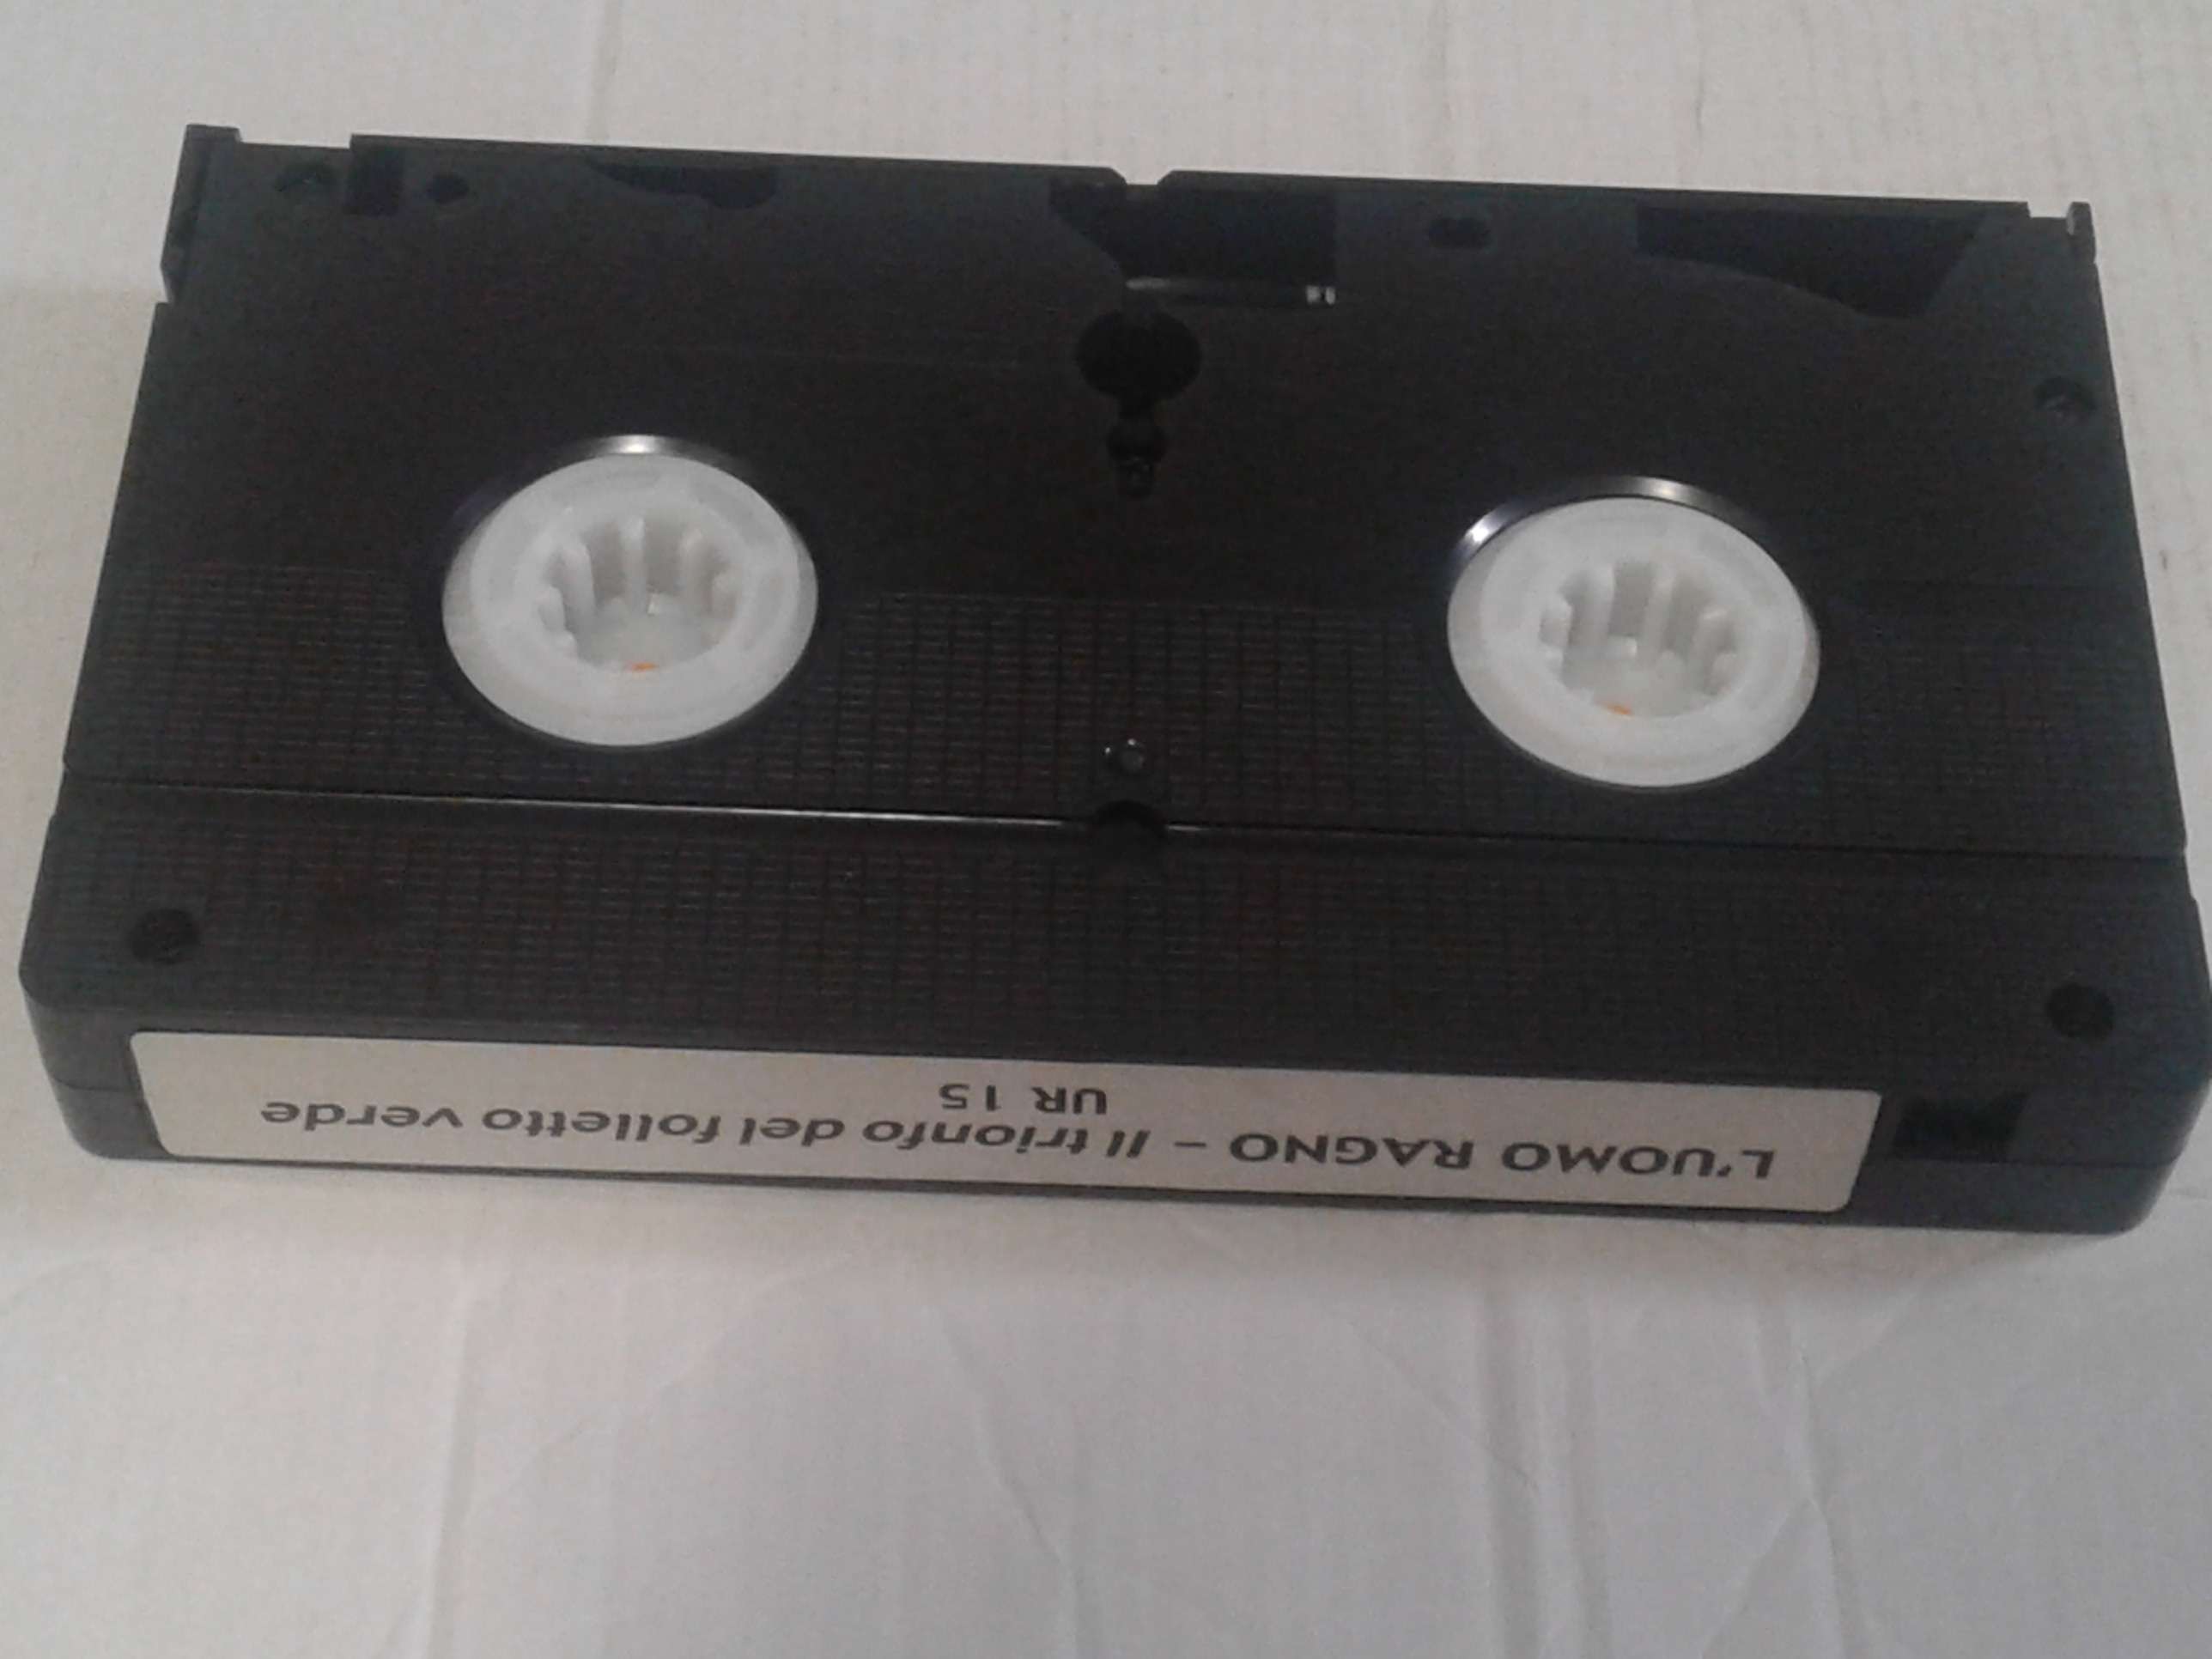 L'UOMO RAGNO – Il trionfo del folletto verde
UR 15